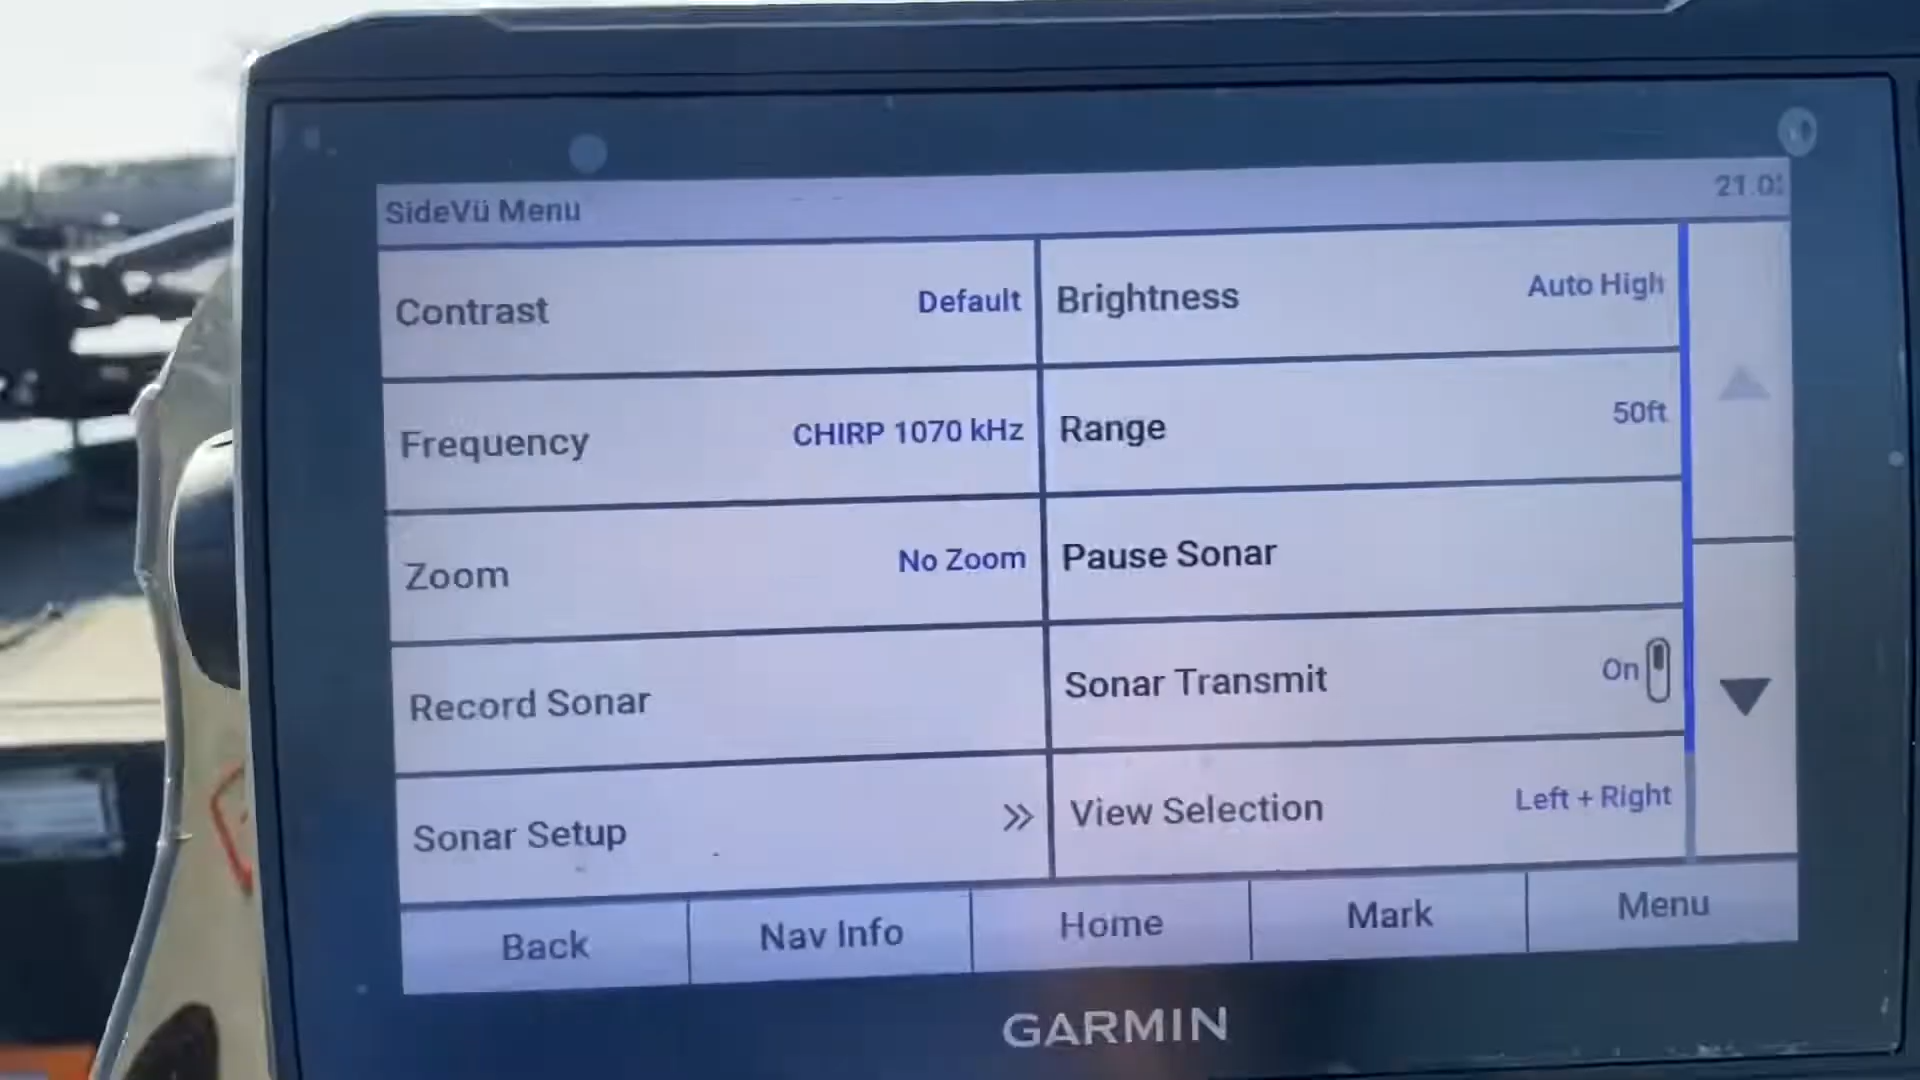 SideVü Menu
Contrast Default
Brightness Auto High
Frequency CHIRP 1070 kHz
Range 50ft
Zoom No Zoom
Pause Sonar
Record Sonar
Sonar Transmit On
Sonar Setup »
View Selection Left + Right
Back Nav Info Home Mark Menu
GARMIN